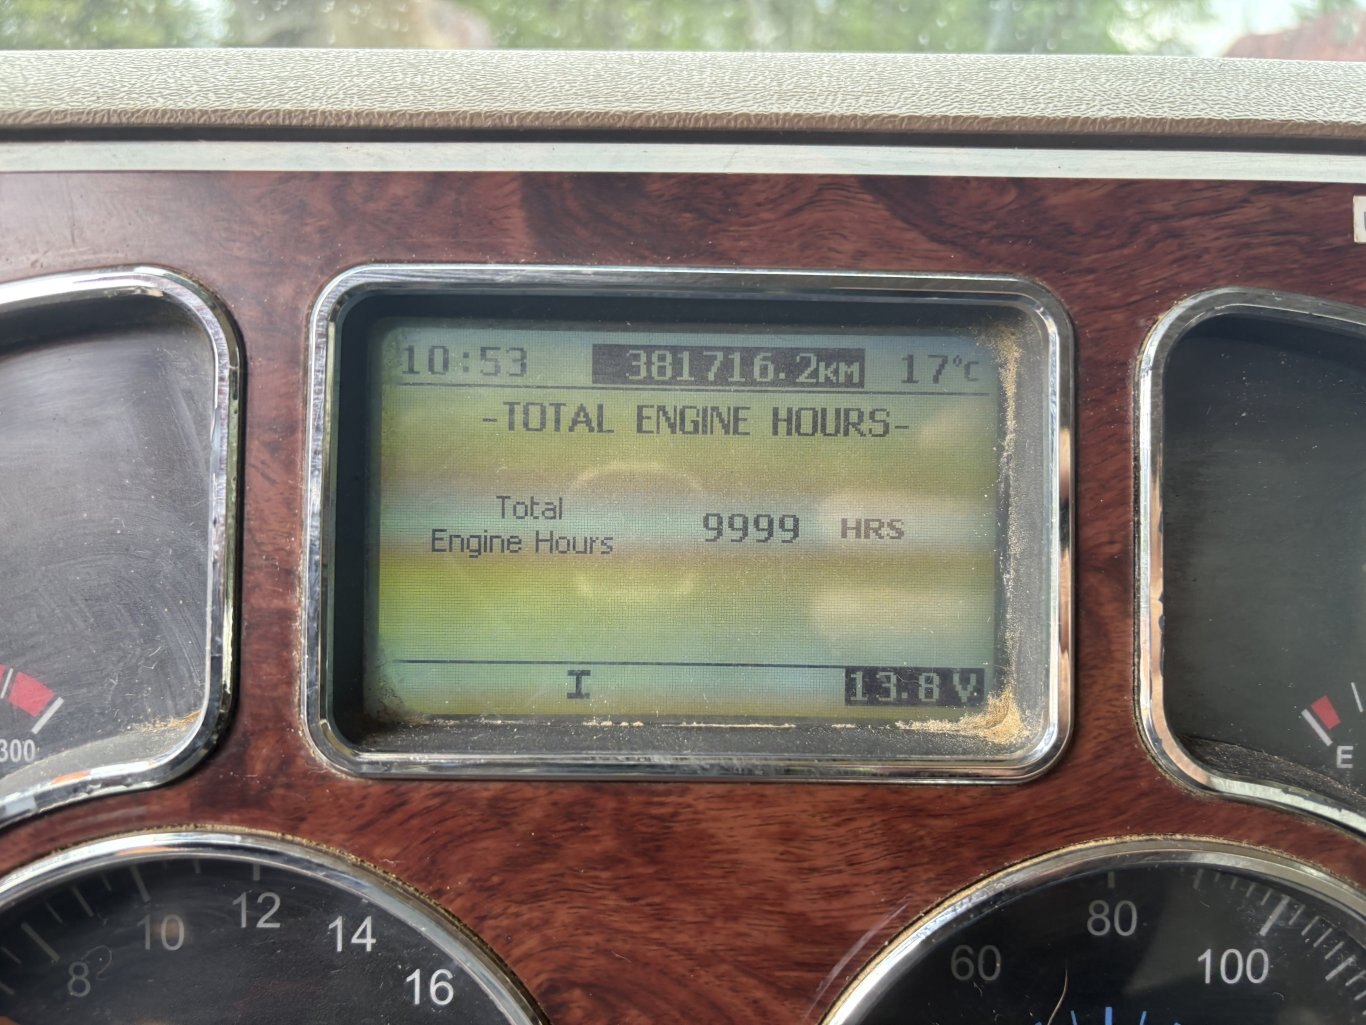 10:53 381716.2KM 17°C
-TOTAL ENGINE HOURS-
Total
Engine Hours 9999 HRS
I 13.8 V
300
E
8 10 12 14 16
60 80 100